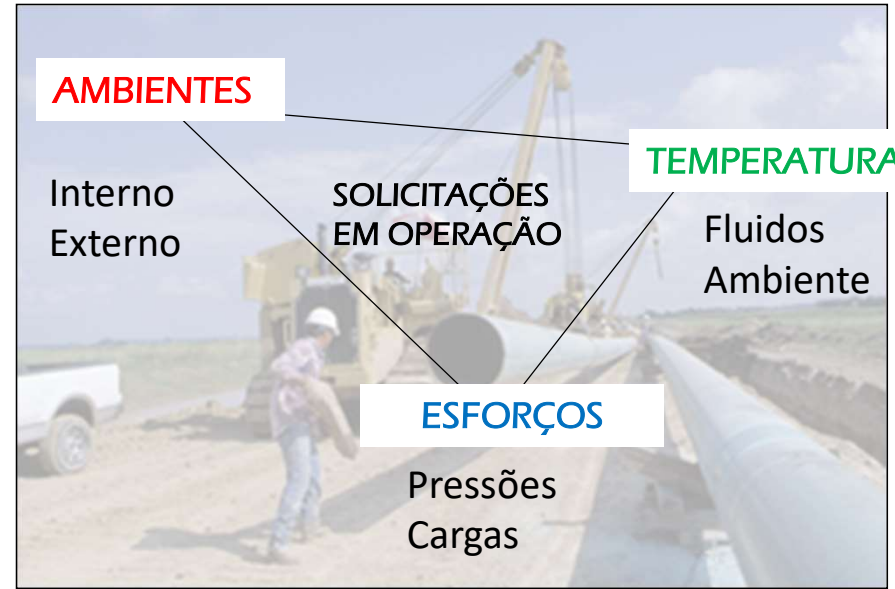 AMBIENTES
TEMPERATURA
Interno
Externo
SOLICITAÇÕES
EM OPERAÇÃO
Fluidos
Ambiente
ESFORÇOS
Pressões
Cargas